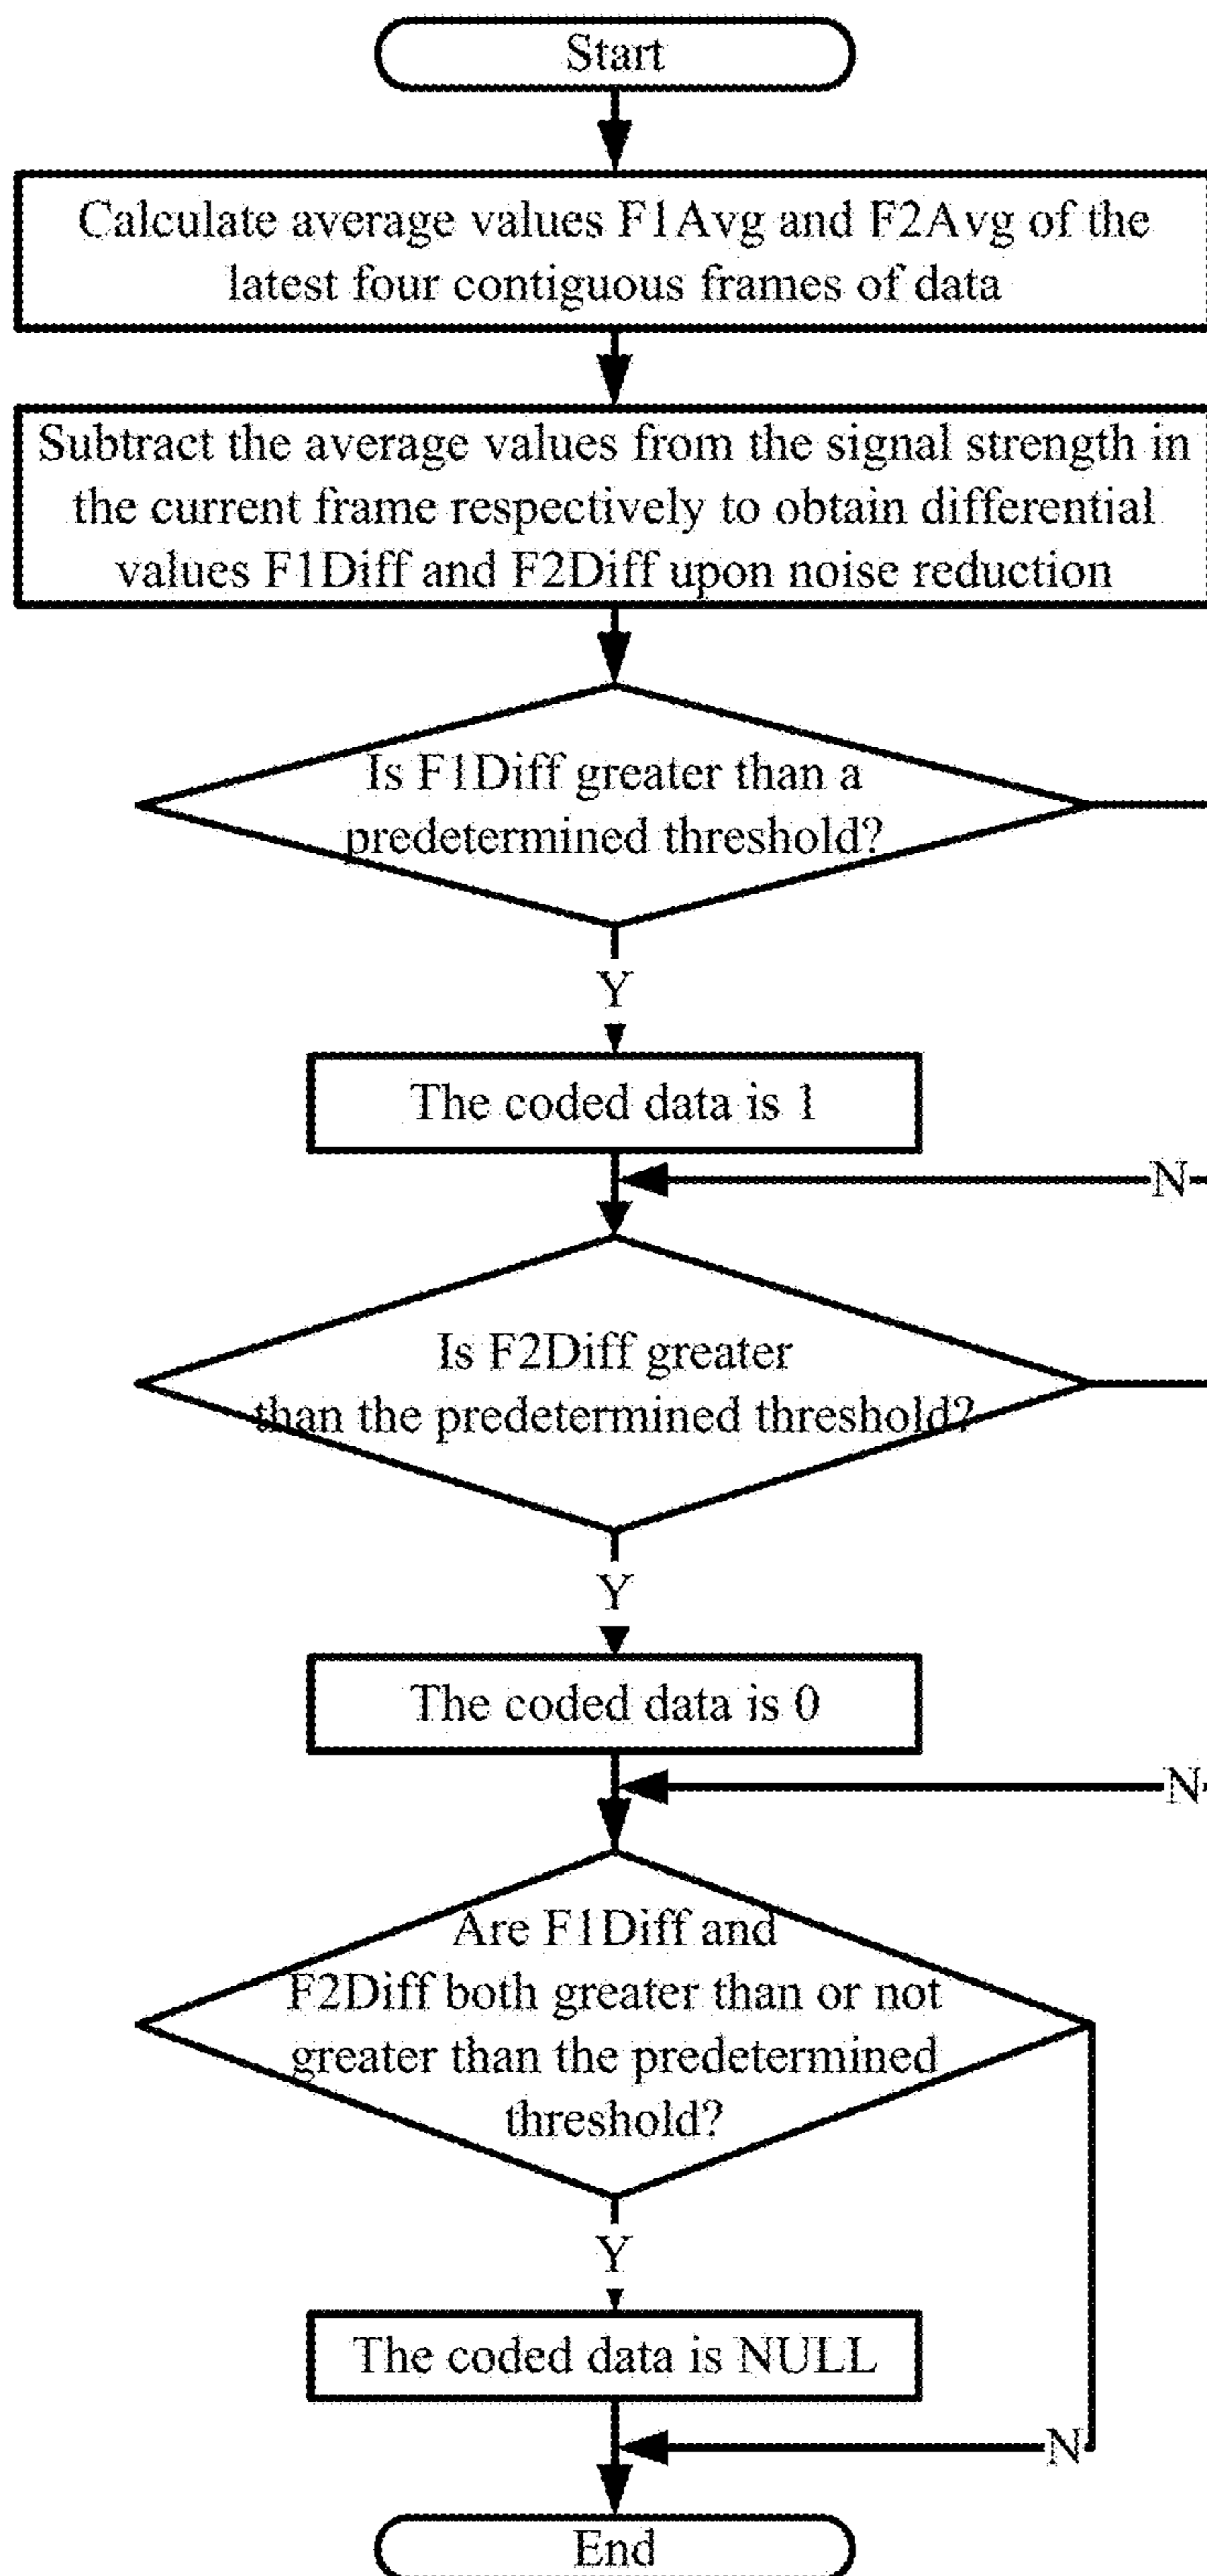 Start
Calculate average values F1Avg and F2Avg of the
latest four contiguous frames of data
Subtract the average values from the signal strength in
the current frame respectively to obtain differential
values F1Diff and F2Diff upon noise reduction
Is F1Diff greater than a
predetermined threshold?
Y
The coded data is 1
N
Is F2Diff greater
than the predetermined threshold?
Y
The coded data is 0
N
Are F1Diff and
F2Diff both greater than or not
greater than the predetermined
threshold?
Y
The coded data is NULL
N
End